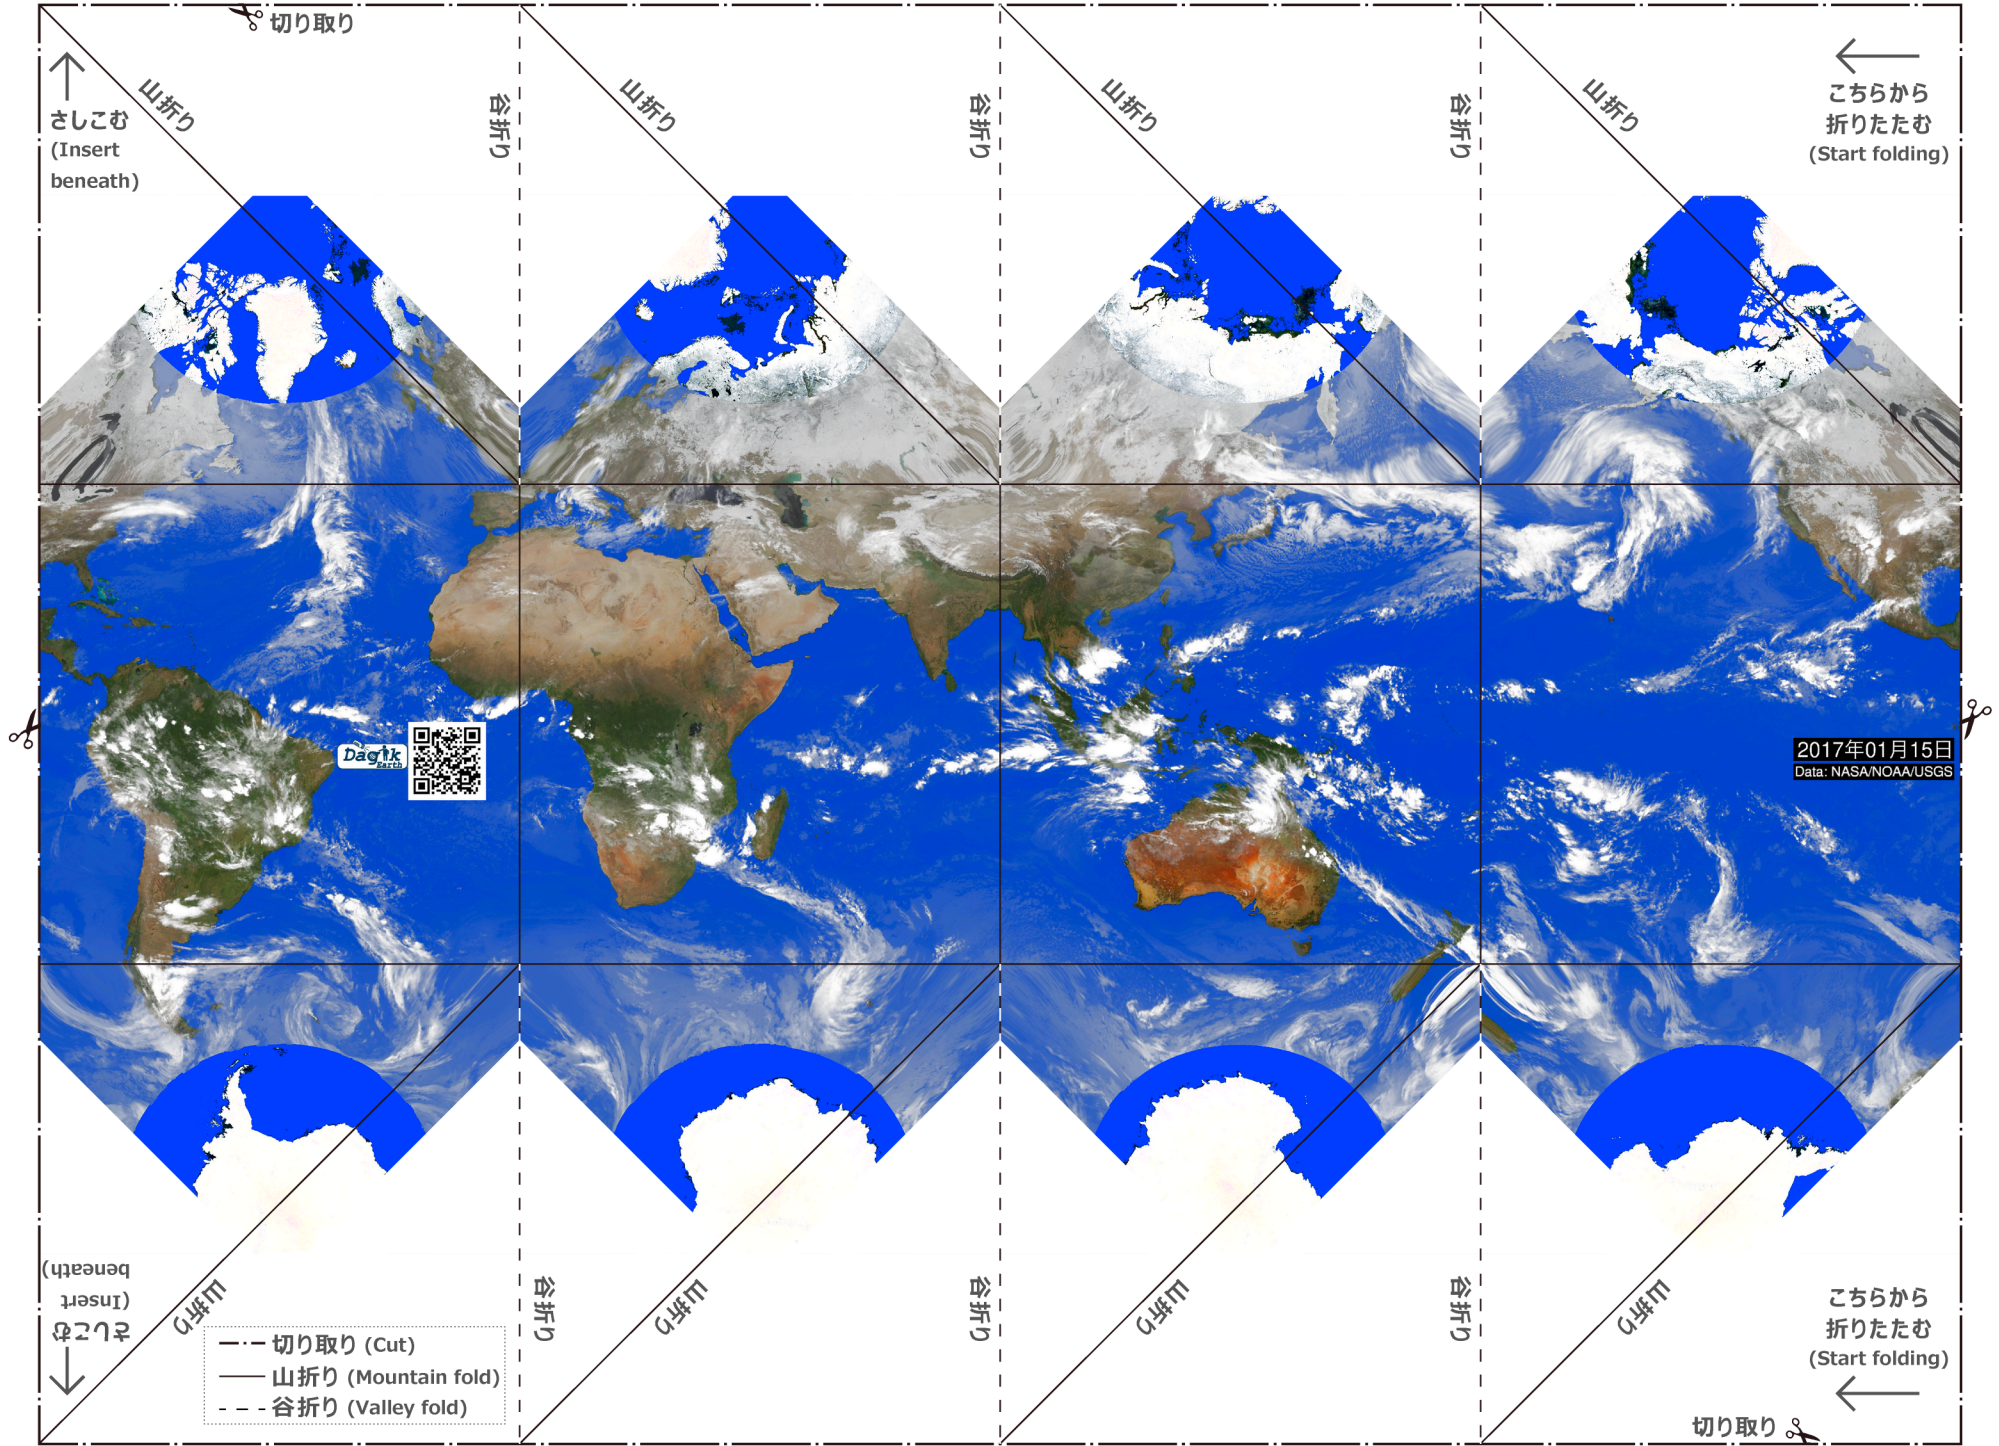 切り取り
山折り
山折り
山折り
山折り
谷折り
谷折り
谷折り
さしこむ
(Insert
beneath)
こちらから
折りたたむ
(Start folding)
Dagik
Earth
2017年01月15日
Data: NASA/NOAA/USGS
さしこむ
(Insert
beneath)
山折り
山折り
山折り
山折り
谷折り
谷折り
谷折り
こちらから
折りたたむ
(Start folding)
切り取り (Cut)
山折り (Mountain fold)
谷折り (Valley fold)
切り取り